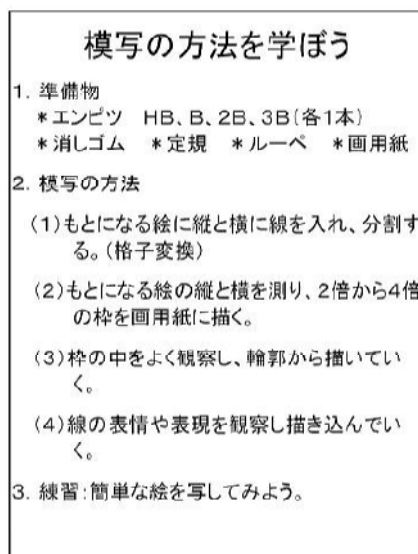 模写の方法を学ぼう
1. 準備物
＊エンピツ　HB、B、2B、3B（各1本）
＊消しゴム　＊定規　＊ルーペ　＊画用紙
2. 模写の方法
（1）もとになる絵に縦と横に線を入れ、分割す
る。（格子変換）
（2）もとになる絵の縦と横を測り、2倍から4倍
の枠を画用紙に描く。
（3）枠の中をよく観察し、輪郭から描いてい
く。
（4）線の表情や表現を観察し描き込んでい
く。
3. 練習：簡単な絵を写してみよう。